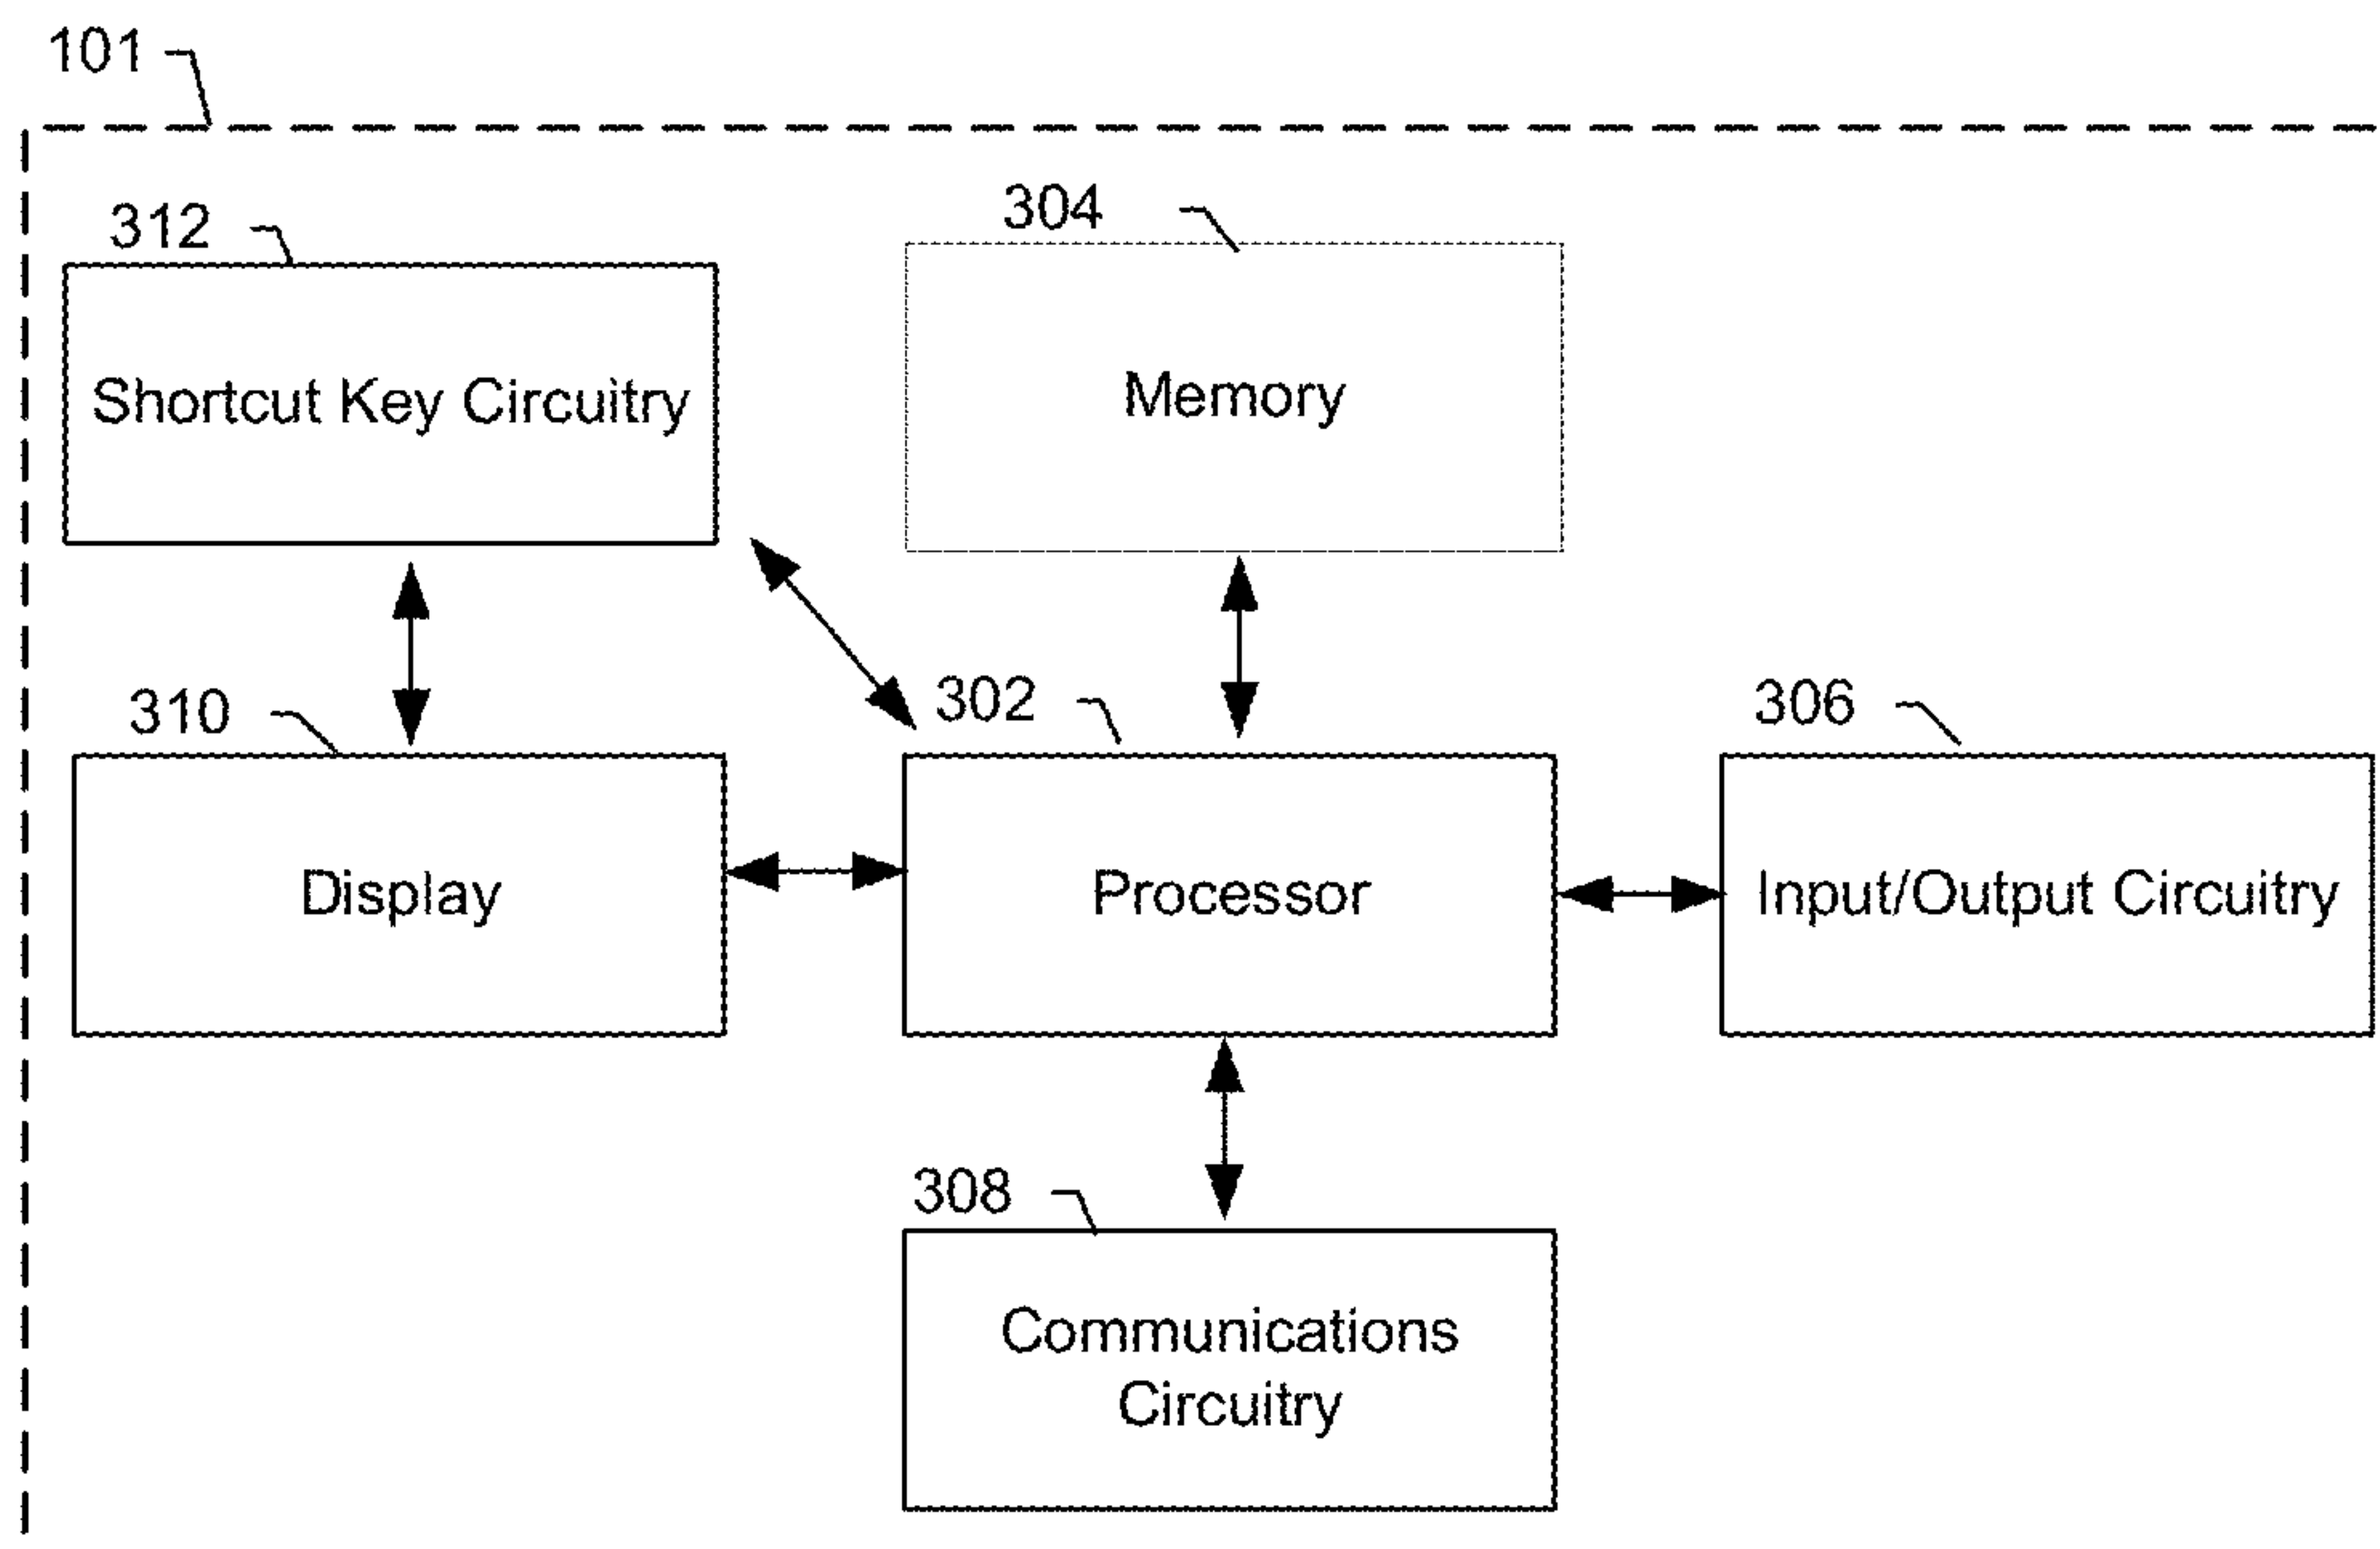 101
312
304
Shortcut Key Circuitry
Memory
310
302
306
Display
Processor
Input/Output Circuitry
308
Communications
Circuitry